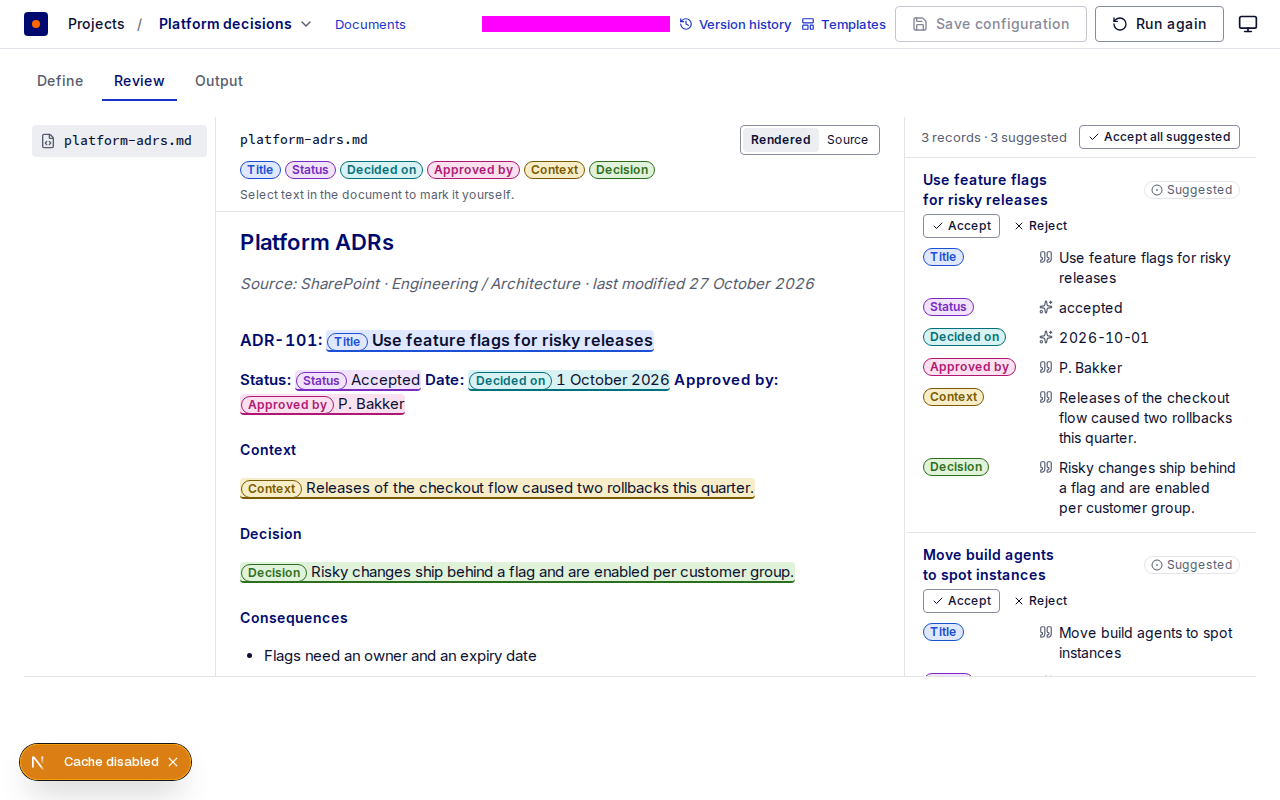 Projects / Platform decisions Documents Version history Templates Save configuration Run again
Define Review Output
platform-adrs.md
platform-adrs.md
Rendered Source
Title Status Decided on Approved by Context Decision
Select text in the document to mark it yourself.
Platform ADRs
Source: SharePoint · Engineering / Architecture · last modified 27 October 2026
ADR-101: Title Use feature flags for risky releases
Status: Status Accepted Date: Decided on 1 October 2026 Approved by:
Approved by P. Bakker
Context
Context Releases of the checkout flow caused two rollbacks this quarter.
Decision
Decision Risky changes ship behind a flag and are enabled per customer group.
Consequences
• Flags need an owner and an expiry date
3 records · 3 suggested Accept all suggested
Use feature flags
for risky releases
Suggested
Accept Reject
Title Use feature flags for risky
releases
Status accepted
Decided on 2026-10-01
Approved by P. Bakker
Context Releases of the checkout
flow caused two rollbacks
this quarter.
Decision Risky changes ship behind
a flag and are enabled
per customer group.
Move build agents
to spot instances
Suggested
Accept Reject
Title Move build agents to spot
instances
Cache disabled